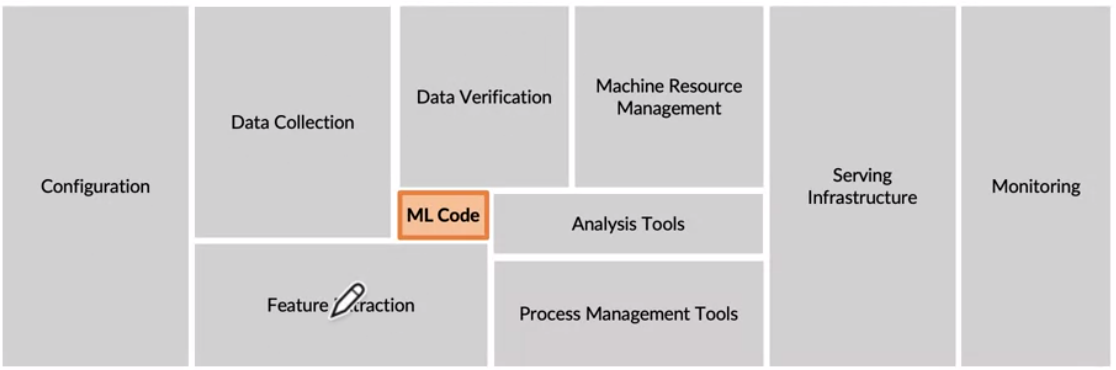 Configuration
Data Collection
Data Verification
Machine Resource
Management
ML Code
Analysis Tools
Feature traction
Process Management Tools
Serving
Infrastructure
Monitoring